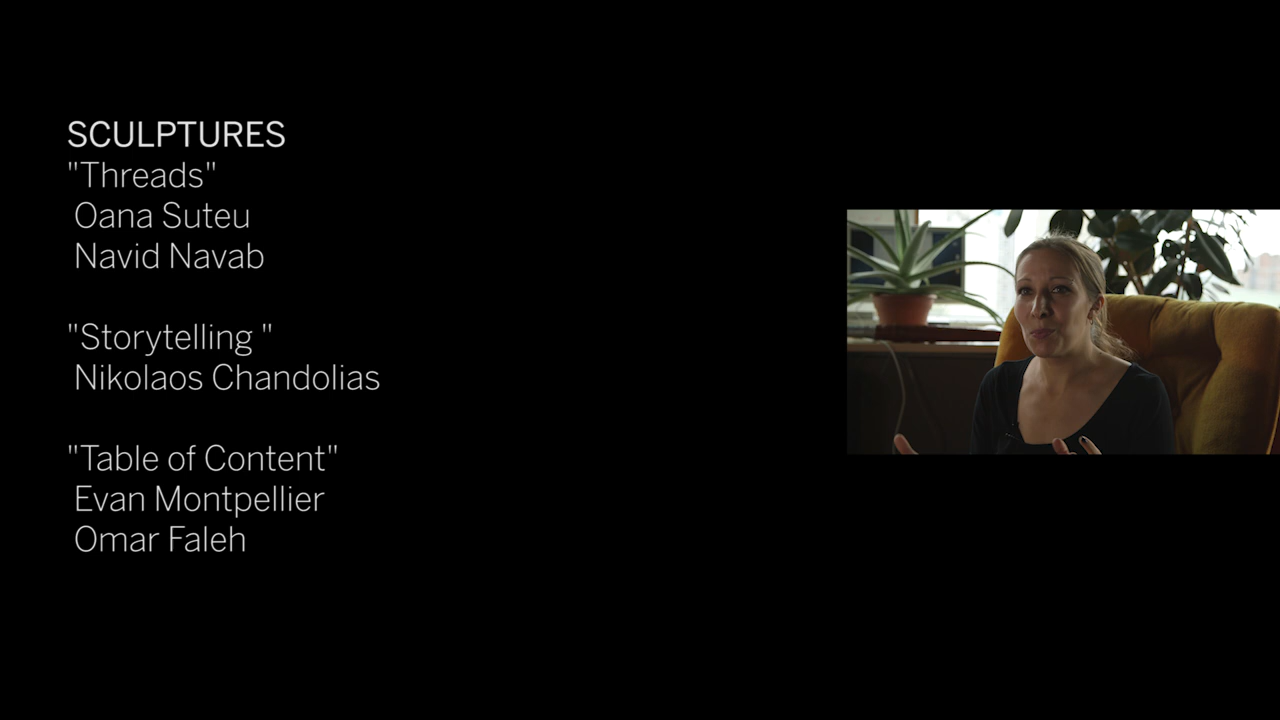 SCULPTURES
"Threads"
Oana Suteu
Navid Navab
"Storytelling "
Nikolaos Chandolias
"Table of Content"
Evan Montpellier
Omar Faleh